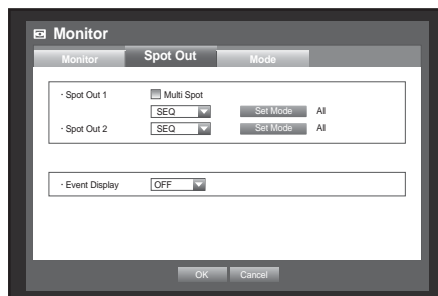 Monitor
Monitor Spot Out Mode
· Spot Out 1 Multi Spot
SEQ Set Mode All
· Spot Out 2 SEQ Set Mode All
· Event Display OFF
OK Cancel